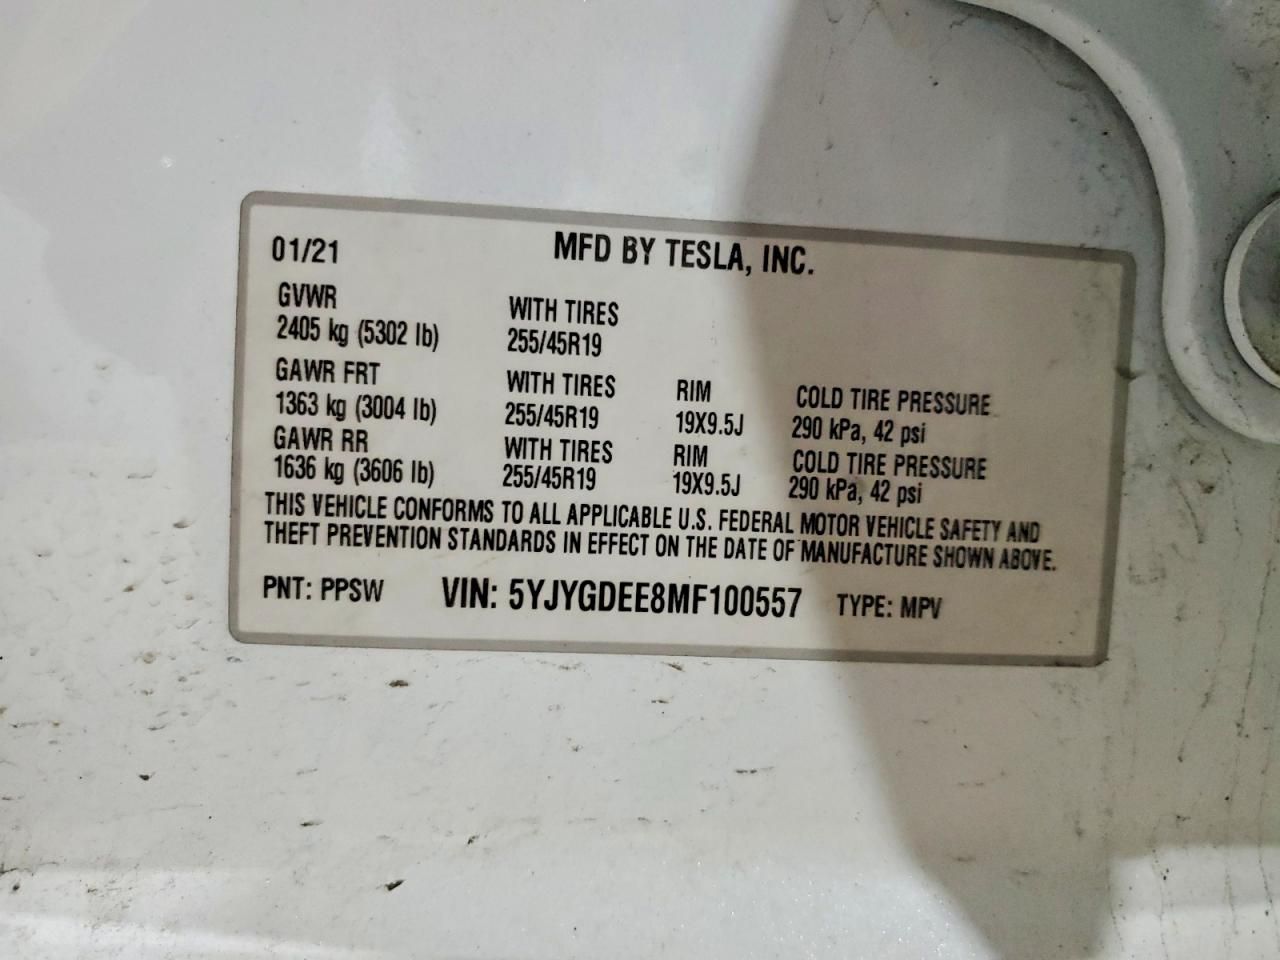 01/21 MFD BY TESLA, INC.
GVWR WITH TIRES
2405 kg (5302 lb) 255/45R19
GAWR FRT WITH TIRES RIM COLD TIRE PRESSURE
1363 kg (3004 lb) 255/45R19 19X9.5J 290 kPa, 42 psi
GAWR RR WITH TIRES RIM COLD TIRE PRESSURE
1636 kg (3606 lb) 255/45R19 19X9.5J 290 kPa, 42 psi
THIS VEHICLE CONFORMS TO ALL APPLICABLE U.S. FEDERAL MOTOR VEHICLE SAFETY AND
THEFT PREVENTION STANDARDS IN EFFECT ON THE DATE OF MANUFACTURE SHOWN ABOVE.
PNT: PPSW VIN: 5YJYGDEE8MF100557 TYPE: MPV